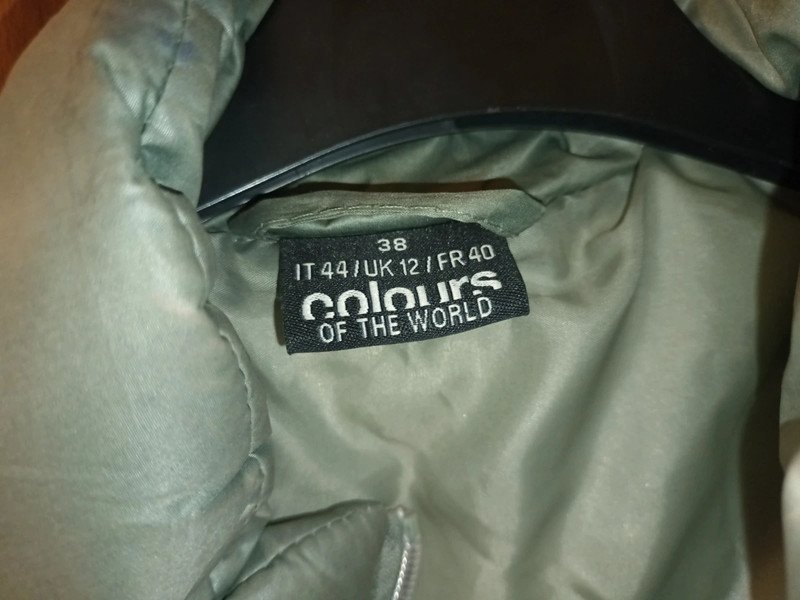 38
IT 44 / UK 12 / FR 40
colours
OF THE WORLD